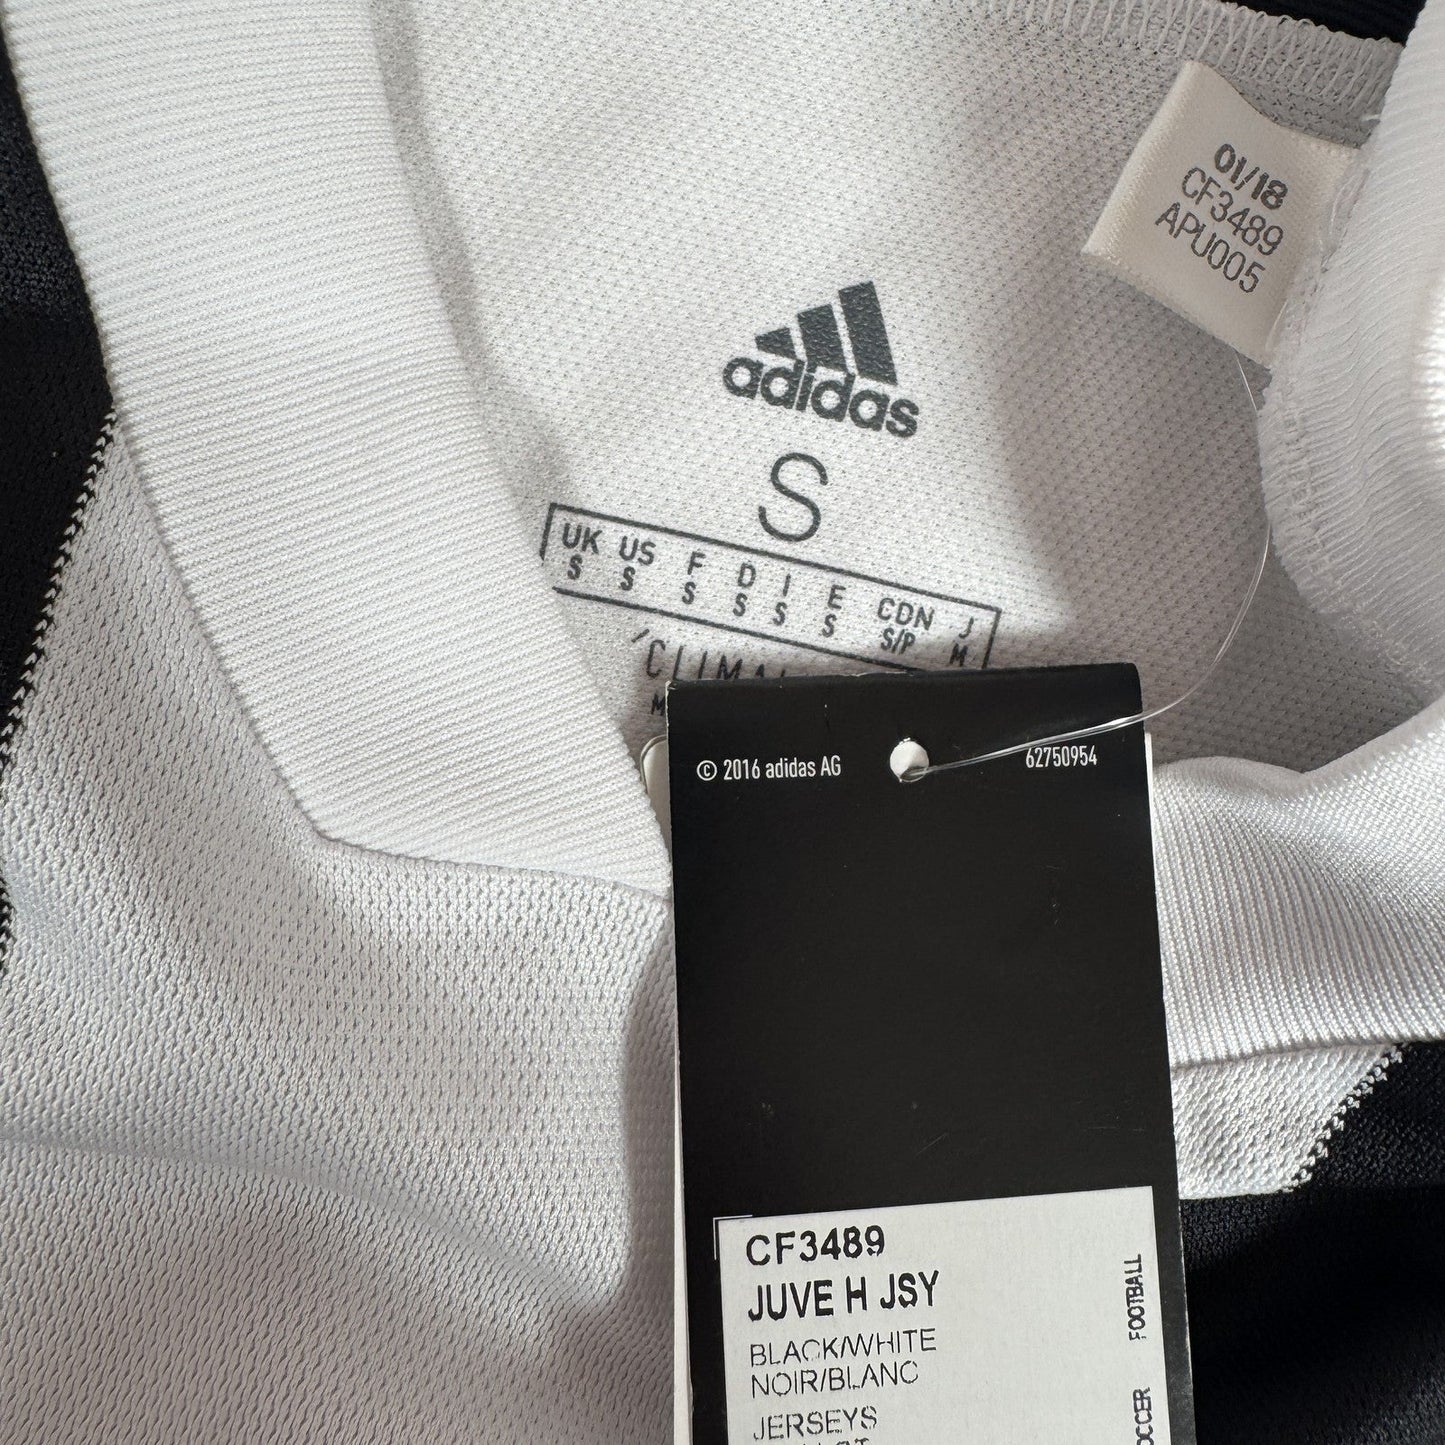 01/18
CF3489
APU005
adidas
S
UK US F D I E CDN J
S S S S S S S/P M
© 2016 adidas AG
62750954
CF3489
JUVE H JSY
BLACK/WHITE
NOIR/BLANC
JERSEYS
FOOTBALL